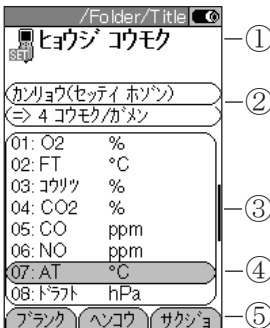 /Folder/Title
SET!
ヒョウジ コウモク ①
カンリョウ(セッテイ ホゾン) ②
=> 4 コウモク/ガメン
01: O2 %
02: FT °C
03: コウリツ %
04: CO2 % ③
05: CO ppm
06: NO ppm
07: AT °C ④
08: ドラフト hPa
ブランク ヘンコウ サクジョ ⑤